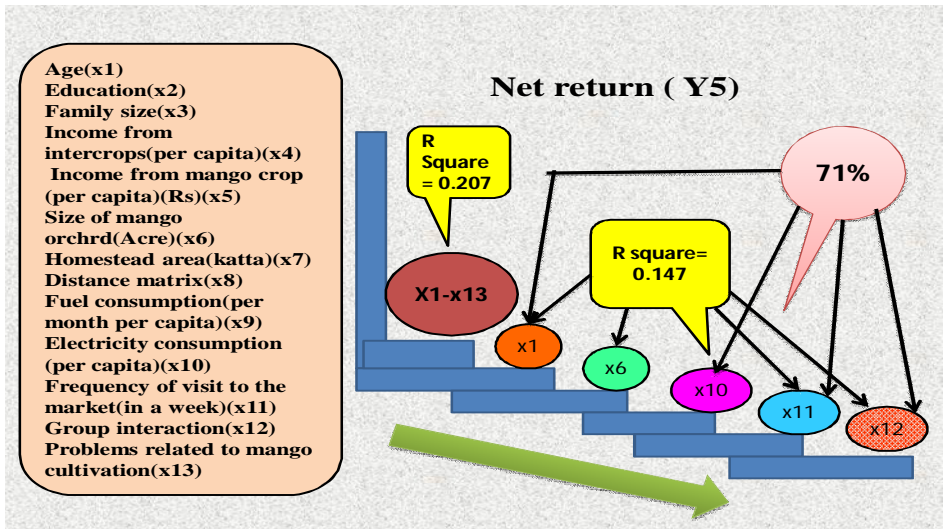 Age(x1)
Education(x2)
Family size(x3)
Income from
intercrops(per capita)(x4)
Income from mango crop
(per capita)(Rs)(x5)
Size of mango
orchrd(Acre)(x6)
Homestead area(katta)(x7)
Distance matrix(x8)
Fuel consumption(per
month per capita)(x9)
Electricity consumption
(per capita)(x10)
Frequency of visit to the
market(in a week)(x11)
Group interaction(x12)
Problems related to mango
cultivation(x13)
Net return ( Y5)
R
Square
= 0.207
71%
R square=
0.147
X1-x13
x1
x6
x10
x11
x12